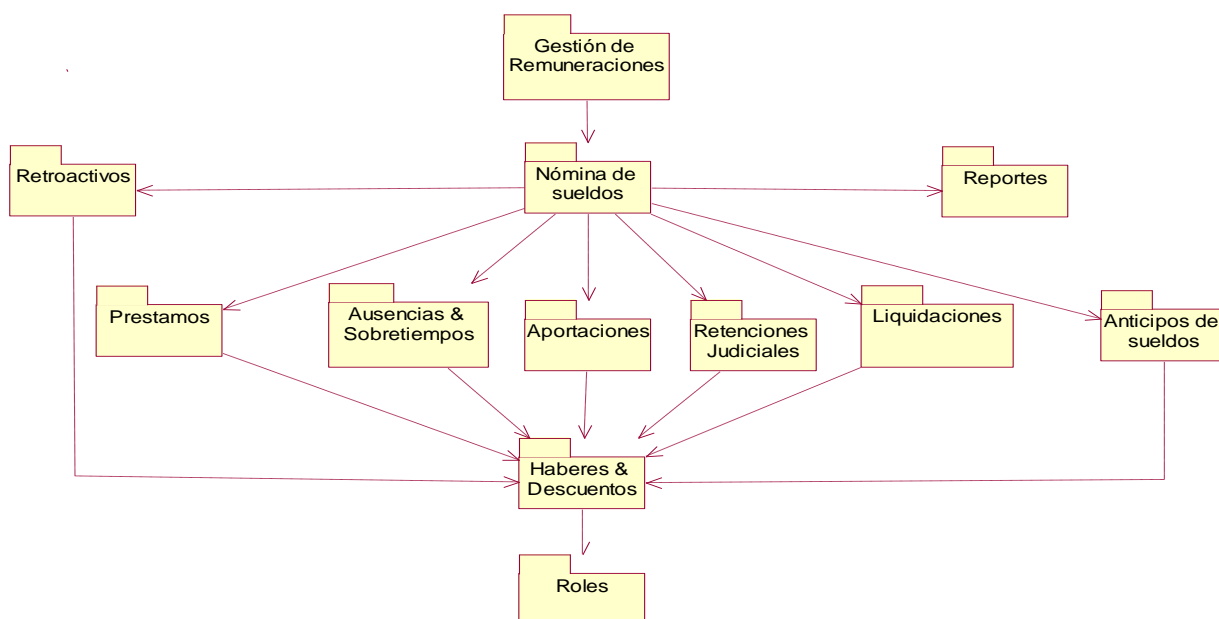 Gestión de
Remuneraciones
Retroactivos
Nómina de
sueldos
Reportes
Prestamos
Ausencias &
Sobretiempos
Aportaciones
Retenciones
Judiciales
Liquidaciones
Anticipos de
sueldos
Haberes &
Descuentos
Roles